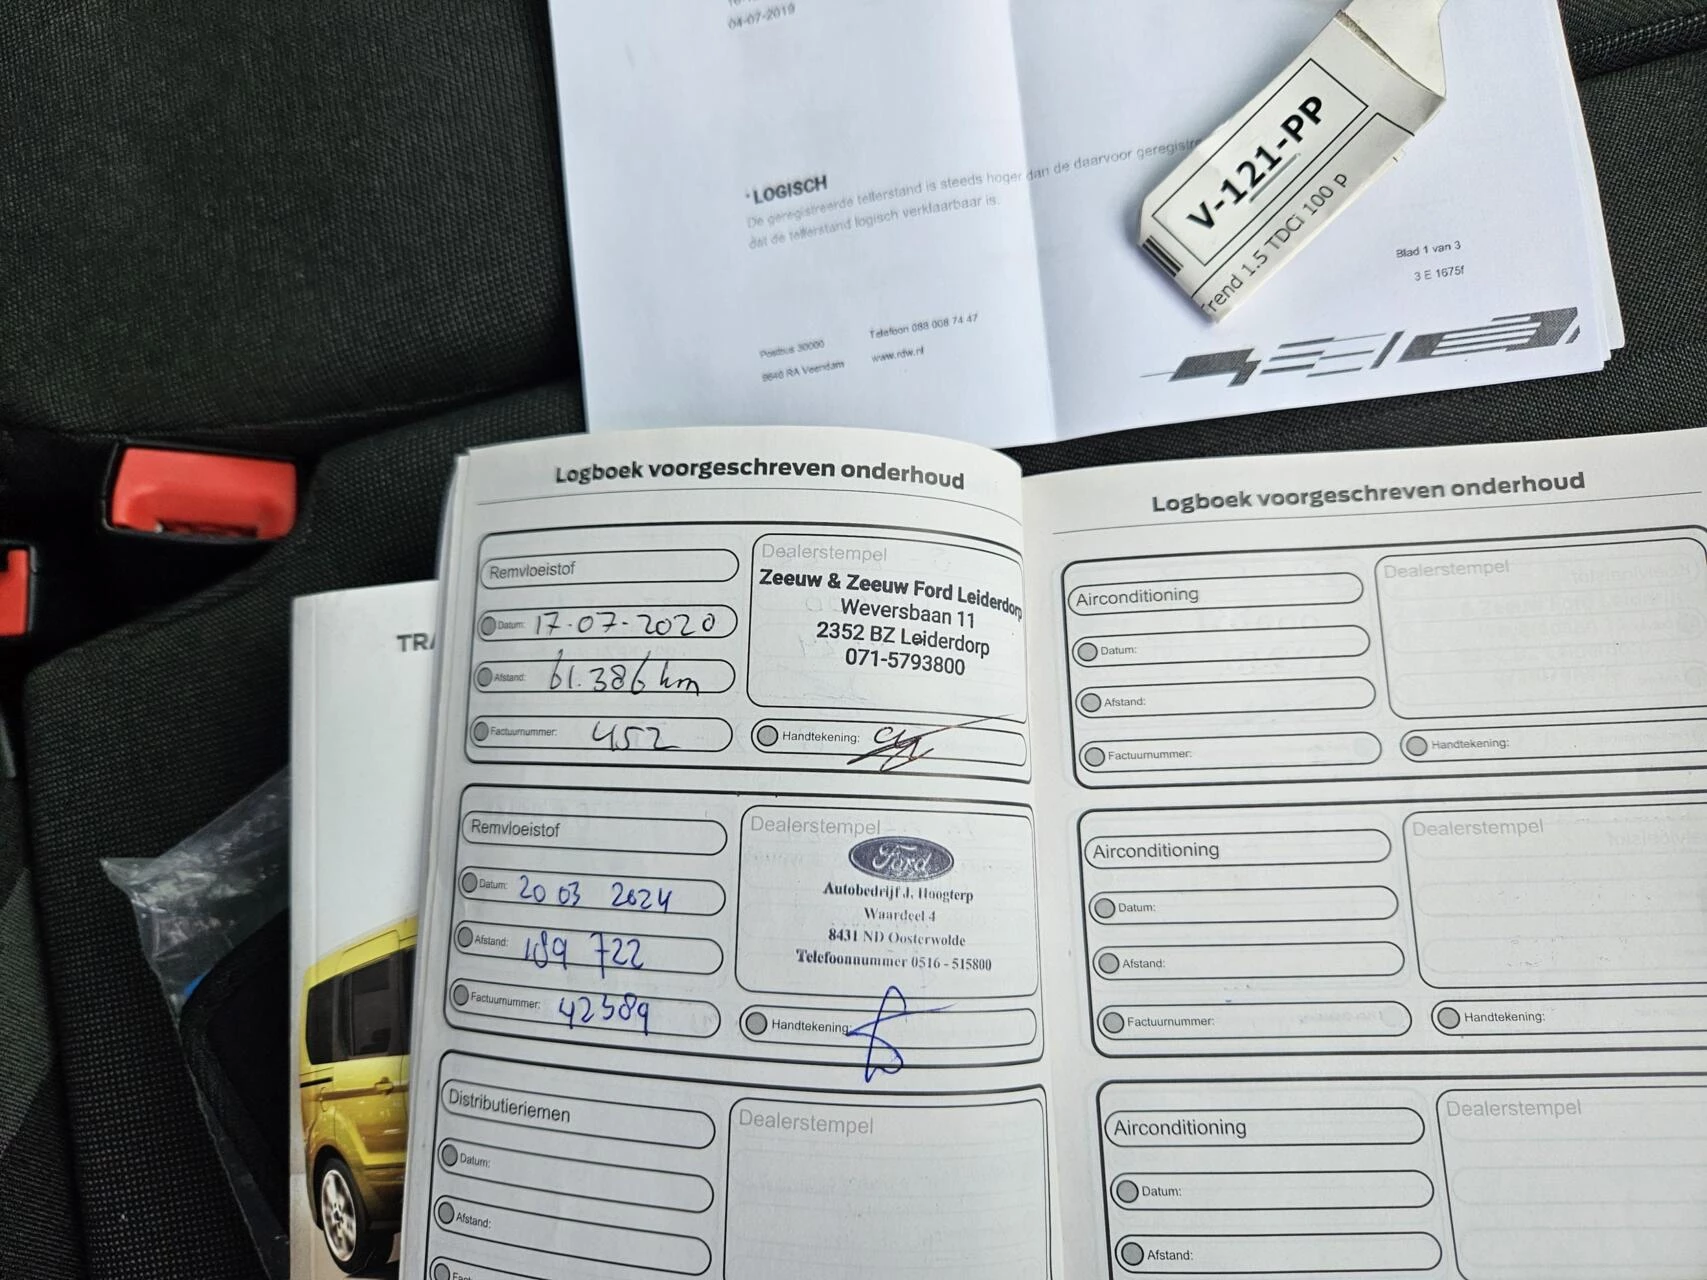 04-07-2019
• LOGISCH
De geregistreerde tellerstand is steeds hoger dan de daarvoor geregistre
dat de tellerstand logisch verklaarbaar is.
Postbus 30000
9640 RA Veendam
Telefoon 088 008 74 47
www.rdw.nl
Blad 1 van 3
3 E 1675f
V-121-PP
Trend 1.5 TDCi 100 p
TRA
Logboek voorgeschreven onderhoud
Remvloeistof
Datum: 17-07-2020
Afstand: 61.386 km
Factuurnummer: 452
Dealerstempel
Zeeuw & Zeeuw Ford Leiderdorp
Weversbaan 11
2352 BZ Leiderdorp
071-5793800
Handtekening:
Remvloeistof
Datum: 20 03 2024
Afstand: 189 722
Factuurnummer: 42589
Dealerstempel
Ford
Autobedrijf J. Hoogterp
Waardeel 4
8431 ND Oosterwolde
Telefoonnummer 0516 - 515800
Handtekening:
Distributieriemen
Datum:
Afstand:
Dealerstempel
Logboek voorgeschreven onderhoud
Airconditioning
Datum:
Afstand:
Factuurnummer:
Dealerstempel
Handtekening:
Airconditioning
Datum:
Afstand:
Factuurnummer:
Dealerstempel
Handtekening:
Airconditioning
Datum:
Afstand:
Dealerstempel